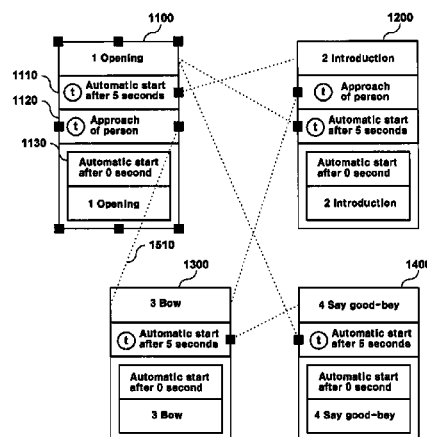 1100
1200
1 Opening
2 Introduction
1110
t Automatic start
after 5 seconds
t Approach
of person
1120
t Approach
of person
t Automatic start
after 5 seconds
1130
Automatic start
after 0 second
1 Opening
Automatic start
after 0 second
2 Introduction
1510
1300
1400
3 Bow
4 Say good-bey
t Automatic start
after 5 seconds
t Automatic start
after 5 seconds
Automatic start
after 0 second
3 Bow
Automatic start
after 0 second
4 Say good-bey